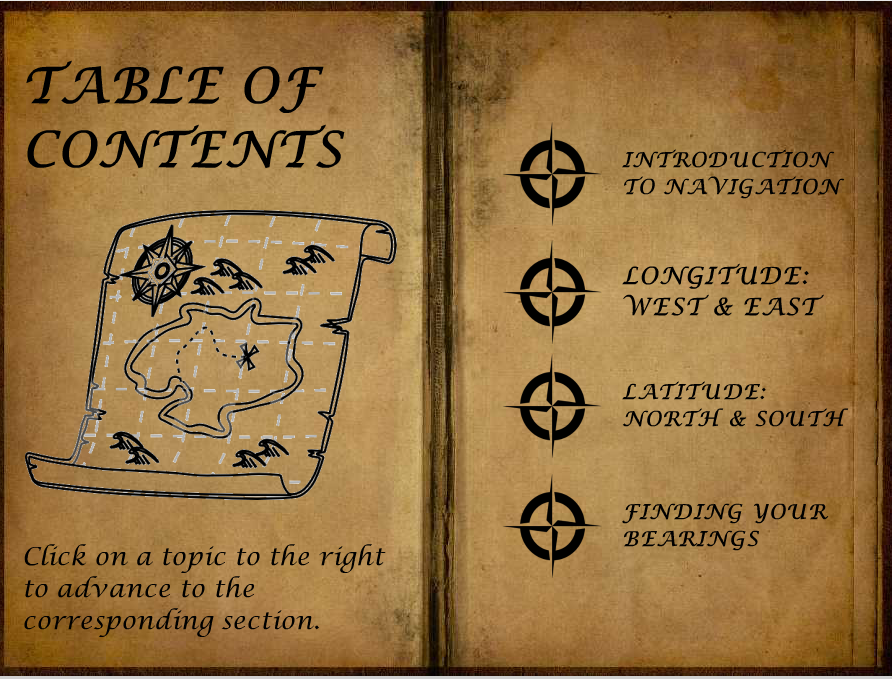 TABLE OF
CONTENTS
Click on a topic to the right
to advance to the
corresponding section.
INTRODUCTION
TO NAVIGATION
LONGITUDE:
WEST & EAST
LATITUDE:
NORTH & SOUTH
FINDING YOUR
BEARINGS